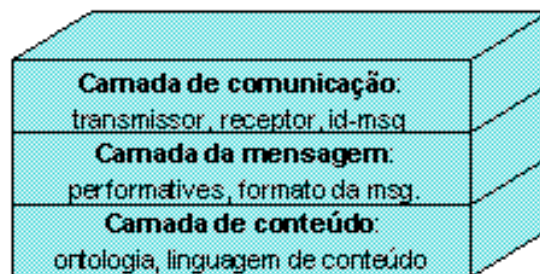 Camada de comunicação:
transmissor, receptor, id-msg
Camada da mensagem:
performatives, formato da msg.
Camada de conteúdo:
ontologia, linguagem de conteúdo